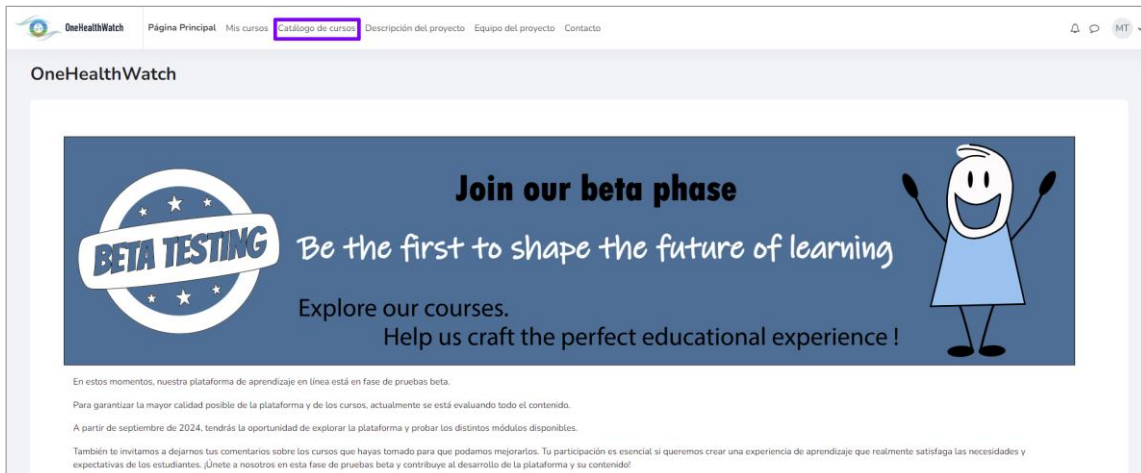 OneHealthWatch Página Principal Mis cursos Catálogo de cursos Descripción del proyecto Equipo del proyecto Contacto MT
OneHealthWatch
BETA TESTING
Join our beta phase
Be the first to shape the future of learning
Explore our courses.
Help us craft the perfect educational experience !
En estos momentos, nuestra plataforma de aprendizaje en línea está en fase de pruebas beta.
Para garantizar la mayor calidad posible de la plataforma y de los cursos, actualmente se está evaluando todo el contenido.
A partir de septiembre de 2024, tendrás la oportunidad de explorar la plataforma y probar los distintos módulos disponibles.
También te invitamos a dejarnos tus comentarios sobre los cursos que hayas tomado para que podamos mejorarlos. Tu participación es esencial si queremos crear una experiencia de aprendizaje que realmente satisfaga las necesidades y
expectativas de los estudiantes. ¡Únete a nosotros en esta fase de pruebas beta y contribuye al desarrollo de la plataforma y su contenido!